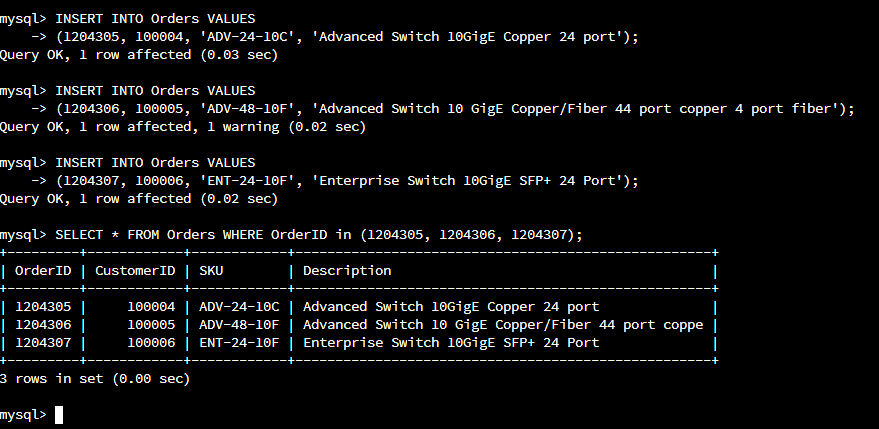 mysql> INSERT INTO Orders VALUES
    -> (1204305, 100004, 'ADV-24-10C', 'Advanced Switch 10GigE Copper 24 port');
Query OK, 1 row affected (0.03 sec)

mysql> INSERT INTO Orders VALUES
    -> (1204306, 100005, 'ADV-48-10F', 'Advanced Switch 10 GigE Copper/Fiber 44 port copper 4 port fiber');
Query OK, 1 row affected, 1 warning (0.02 sec)

mysql> INSERT INTO Orders VALUES
    -> (1204307, 100006, 'ENT-24-10F', 'Enterprise Switch 10GigE SFP+ 24 Port');
Query OK, 1 row affected (0.02 sec)

mysql> SELECT * FROM Orders WHERE OrderID in (1204305, 1204306, 1204307);
+---------+------------+------------+----------------------------------------------------+
| OrderID | CustomerID | SKU        | Description                                        |
+---------+------------+------------+----------------------------------------------------+
| 1204305 |     100004 | ADV-24-10C | Advanced Switch 10GigE Copper 24 port              |
| 1204306 |     100005 | ADV-48-10F | Advanced Switch 10 GigE Copper/Fiber 44 port coppe |
| 1204307 |     100006 | ENT-24-10F | Enterprise Switch 10GigE SFP+ 24 Port              |
+---------+------------+------------+----------------------------------------------------+
3 rows in set (0.00 sec)

mysql>